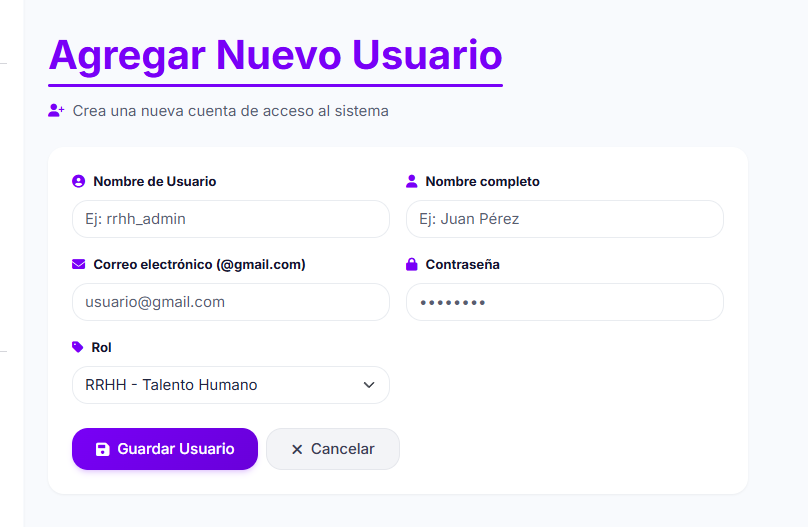 Agregar Nuevo Usuario
Crea una nueva cuenta de acceso al sistema
Nombre de Usuario
Nombre completo
Ej: rrhh_admin
Ej: Juan Pérez
Correo electrónico (@gmail.com)
Contraseña
usuario@gmail.com
••••••••
Rol
RRHH - Talento Humano
Guardar Usuario
Cancelar